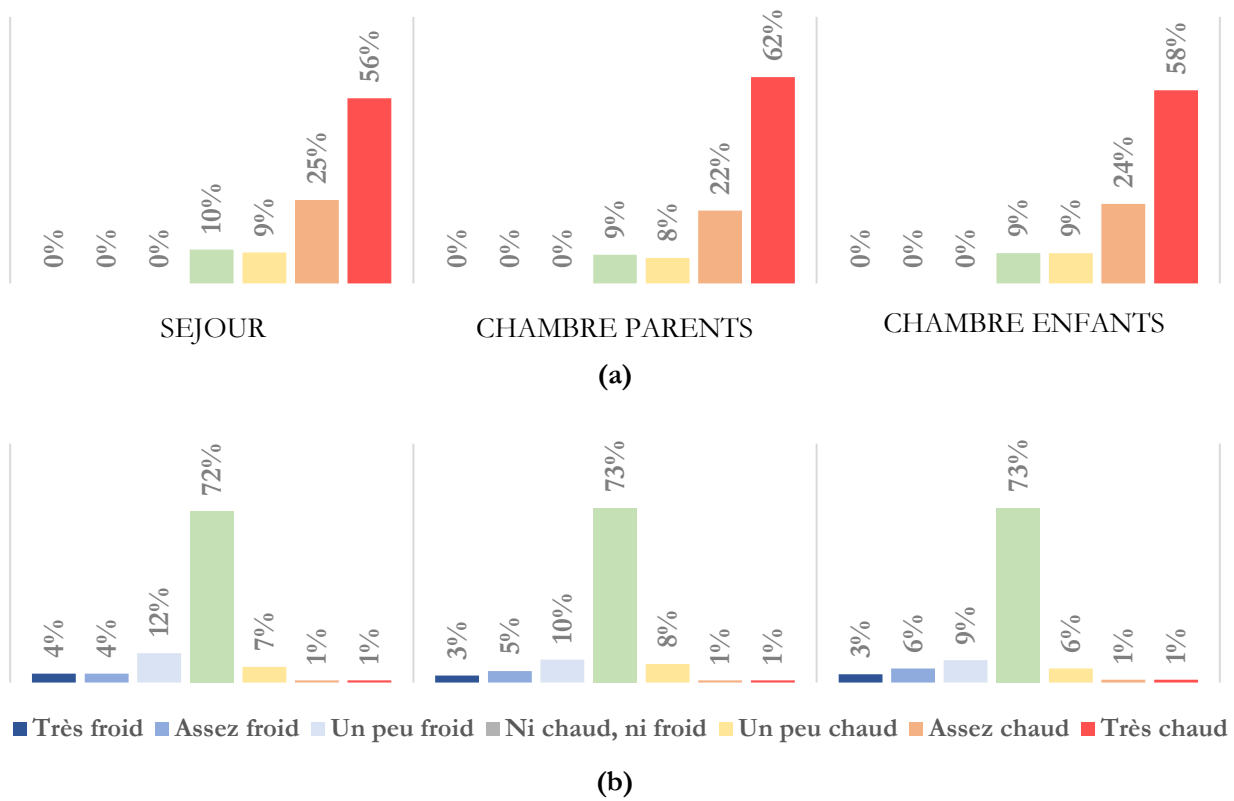 0% 0% 0% 10% 9% 25% 56%
0% 0% 0% 9% 8% 22% 62%
0% 0% 0% 9% 9% 24% 58%
SEJOUR
CHAMBRE PARENTS
CHAMBRE ENFANTS
(a)
4% 4% 12% 72% 7% 1% 1%
3% 5% 10% 73% 8% 1% 1%
3% 6% 9% 73% 6% 1% 1%
Très froid Assez froid Un peu froid Ni chaud, ni froid Un peu chaud Assez chaud Très chaud
(b)